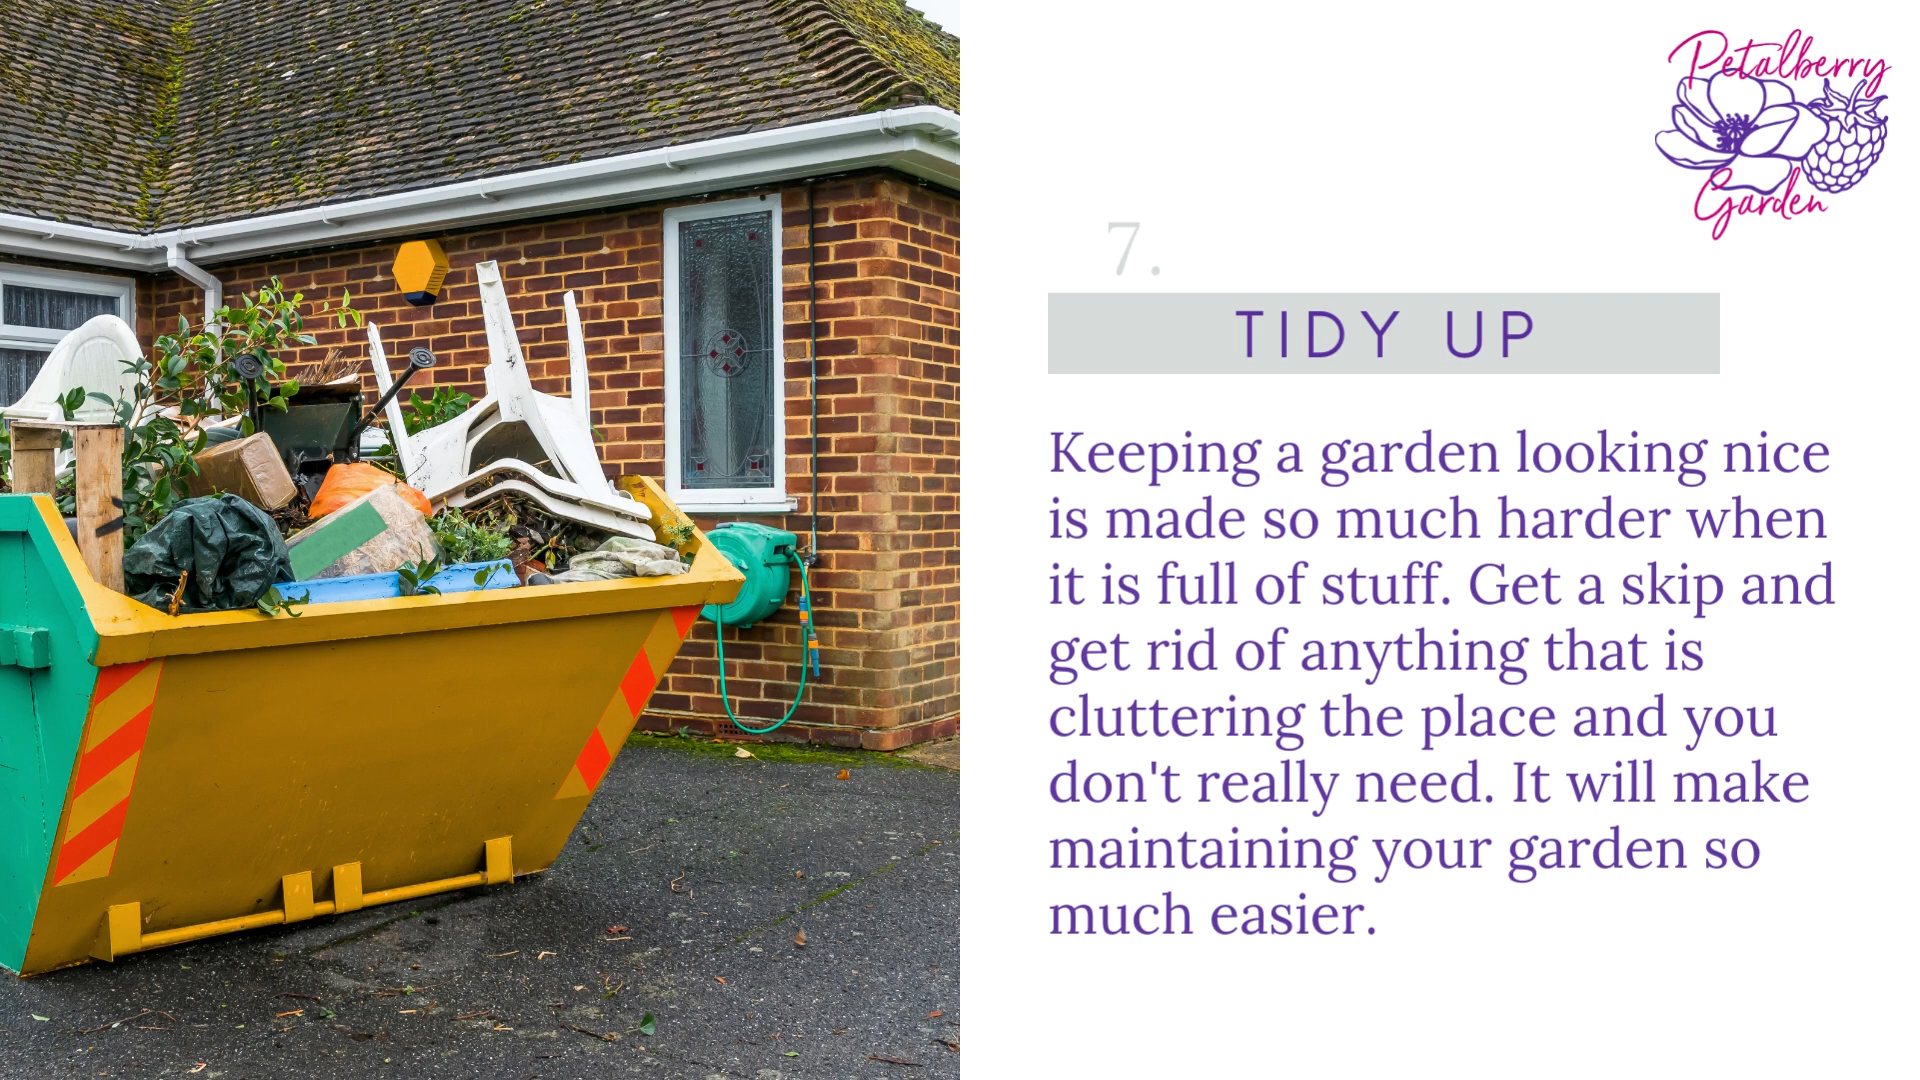 Petalberry
Garden
7.
TIDY UP
Keeping a garden looking nice
is made so much harder when
it is full of stuff. Get a skip and
get rid of anything that is
cluttering the place and you
don't really need. It will make
maintaining your garden so
much easier.